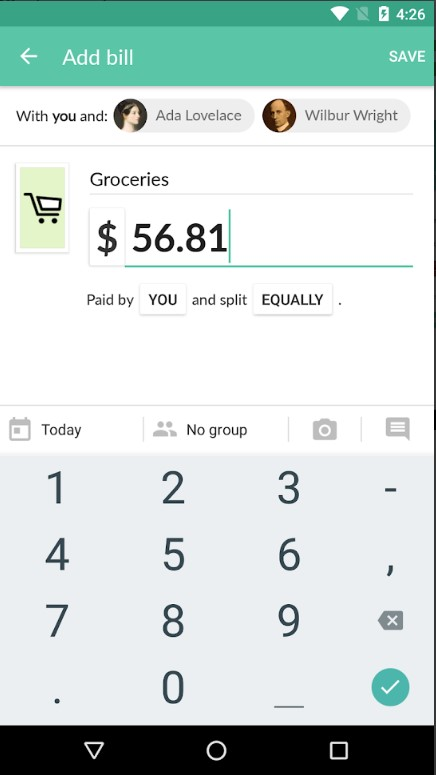 4:26
Add bill SAVE
With you and: Ada Lovelace Wilbur Wright
Groceries
$ 56.81
Paid by YOU and split EQUALLY .
Today No group
1 2 3 -
4 5 6 ,
7 8 9
. 0 _